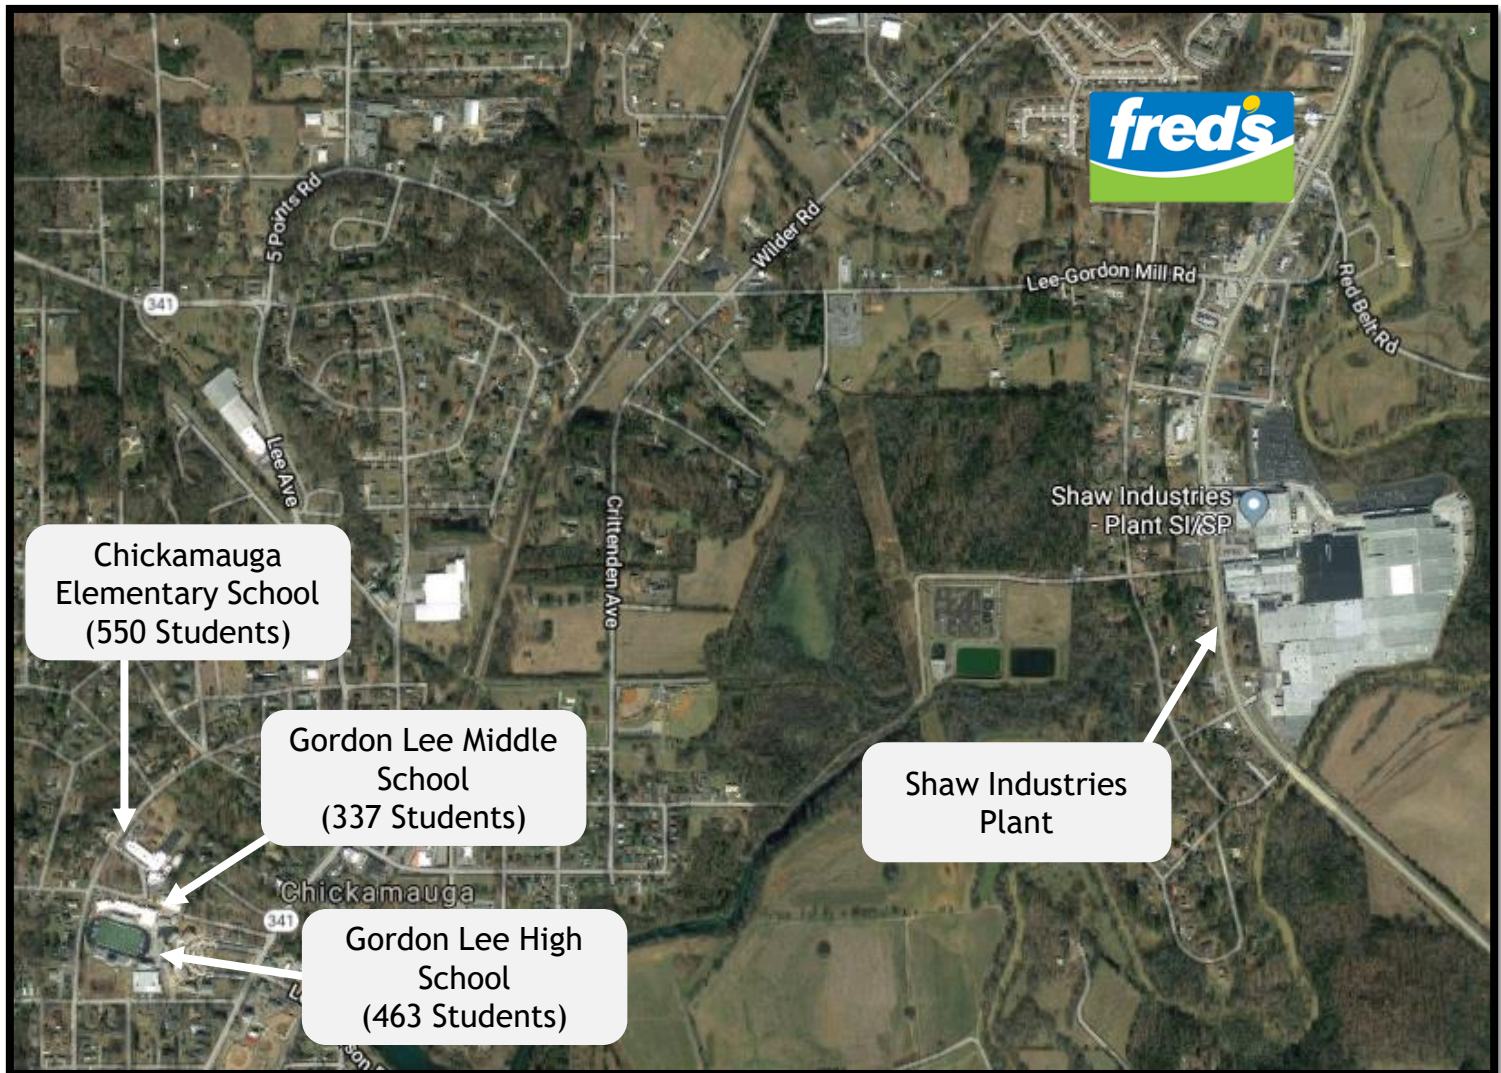 fred's
5 Points Rd
Wilder Rd
Lee-Gordon Mill Rd
Red Belt Rd
341
Lee Ave
Crittenden Ave
Shaw Industries
- Plant SI/SP
Chickamauga
Elementary School
(550 Students)
Gordon Lee Middle
School
(337 Students)
Shaw Industries
Plant
Chickamauga
341
Gordon Lee High
School
(463 Students)